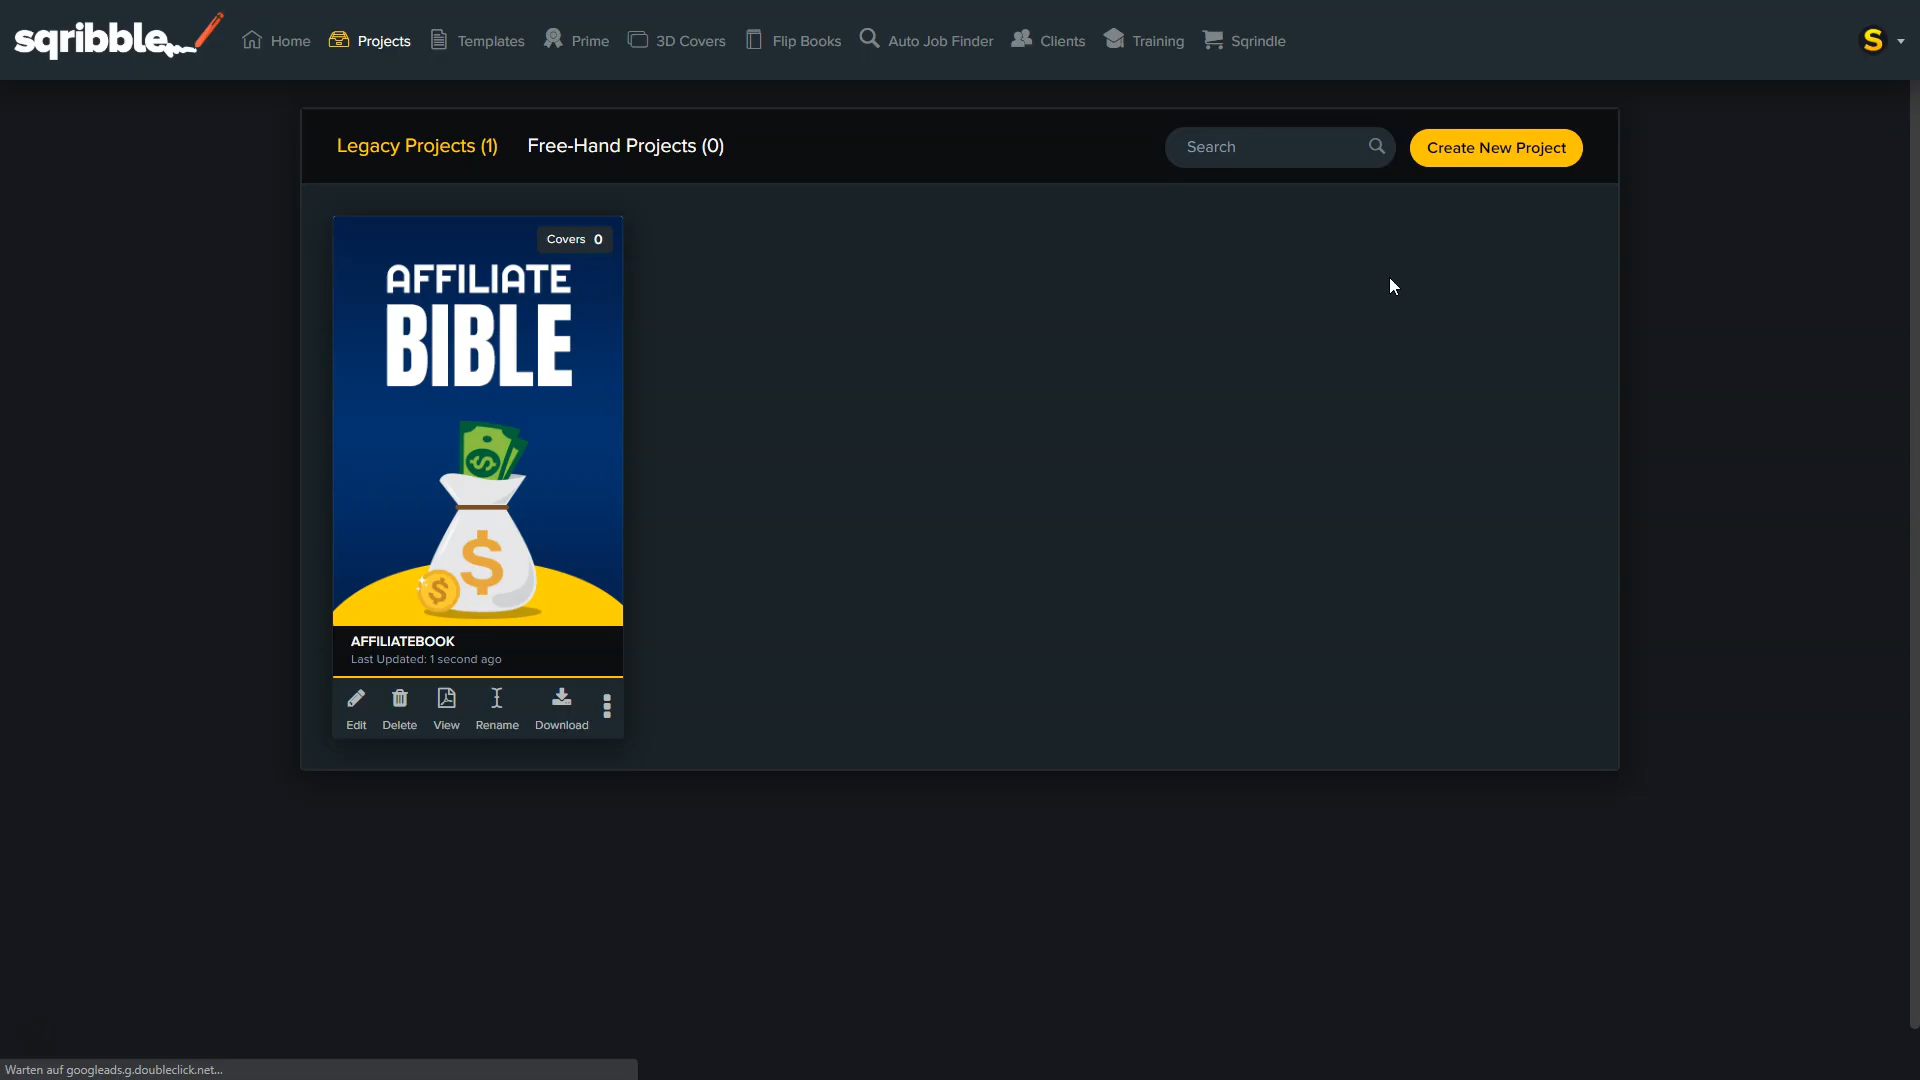 sqribble
Home Projects Templates Prime 3D Covers Flip Books Auto Job Finder Clients Training Sqrindle
S
Legacy Projects (1) Free-Hand Projects (0) Search Create New Project
Covers 0
AFFILIATE
BIBLE
$
$
$
AFFILIATEBOOK
Last Updated: 1 second ago
Edit Delete View Rename Download
Warten auf googleads.g.doubleclick.net...